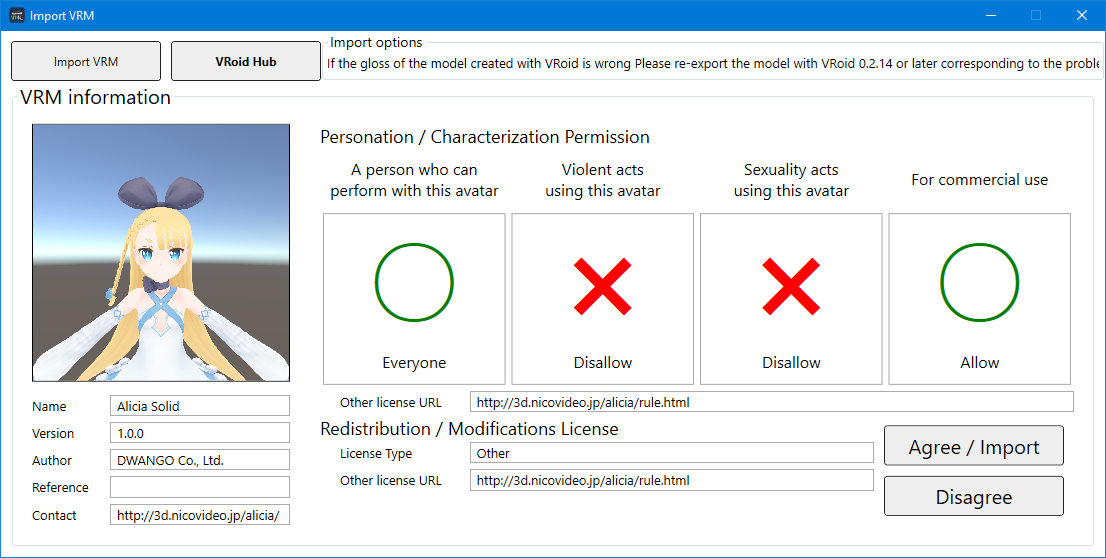 Import VRM
Import VRM
VRoid Hub
Import options
If the gloss of the model created with VRoid is wrong Please re-export the model with VRoid 0.2.14 or later corresponding to the proble
VRM information
Personation / Characterization Permission
A person who can
perform with this avatar
Violent acts
using this avatar
Sexuality acts
using this avatar
For commercial use
Everyone
Disallow
Disallow
Allow
Other license URL http://3d.nicovideo.jp/alicia/rule.html
Redistribution / Modifications License
License Type Other
Other license URL http://3d.nicovideo.jp/alicia/rule.html
Agree / Import
Disagree
Name Alicia Solid
Version 1.0.0
Author DWANGO Co., Ltd.
Reference
Contact http://3d.nicovideo.jp/alicia/